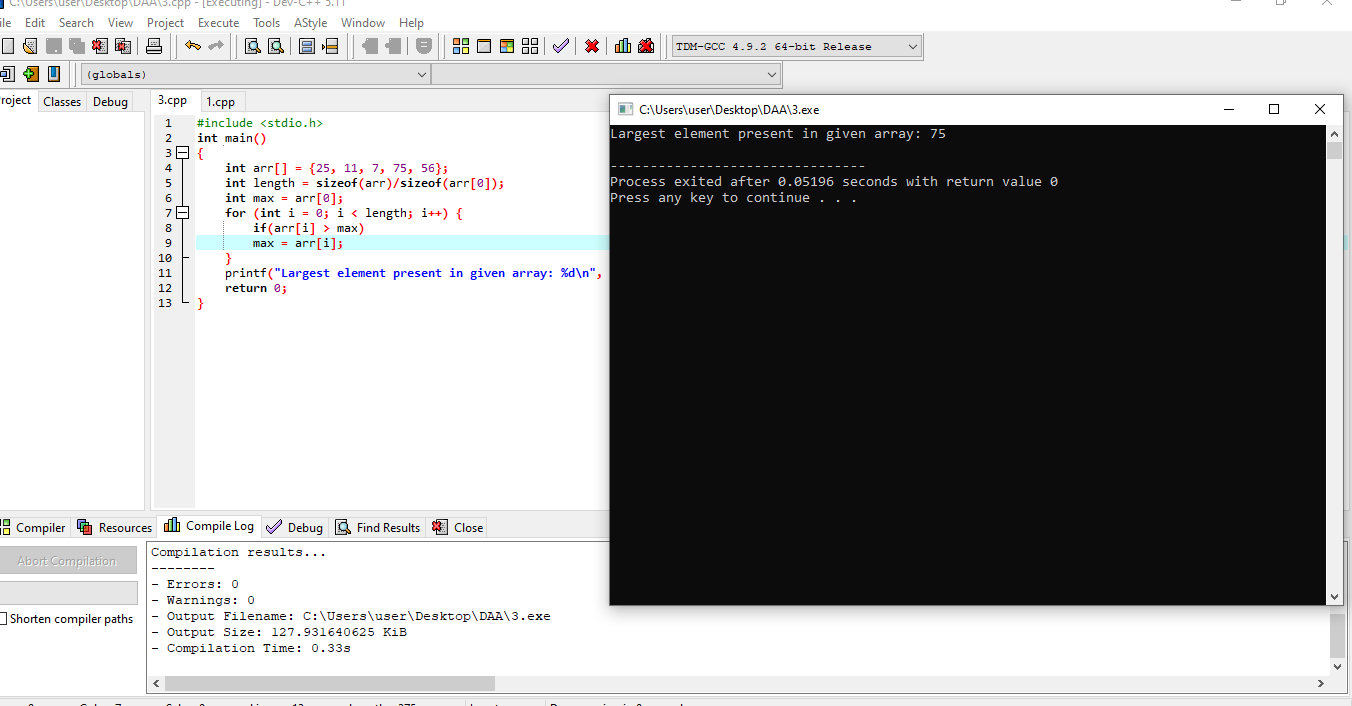 C:\Users\user\Desktop\DAA\3.cpp - [Executing] - Dev-C++ 5.11
ile Edit Search View Project Execute Tools AStyle Window Help
TDM-GCC 4.9.2 64-bit Release
(globals)
roject Classes Debug
3.cpp 1.cpp
1 #include <stdio.h>
2 int main()
3 {
4 int arr[] = {25, 11, 7, 75, 56};
5 int length = sizeof(arr)/sizeof(arr[0]);
6 int max = arr[0];
7 for (int i = 0; i < length; i++) {
8 if(arr[i] > max)
9 max = arr[i];
10 }
11 printf("Largest element present in given array: %d\n",
12 return 0;
13 }
C:\Users\user\Desktop\DAA\3.exe
Largest element present in given array: 75
--------------------------------
Process exited after 0.05196 seconds with return value 0
Press any key to continue . . .
Compiler Resources Compile Log Debug Find Results Close
Abort Compilation
Shorten compiler paths
Compilation results...
--------
- Errors: 0
- Warnings: 0
- Output Filename: C:\Users\user\Desktop\DAA\3.exe
- Output Size: 127.931640625 KiB
- Compilation Time: 0.33s